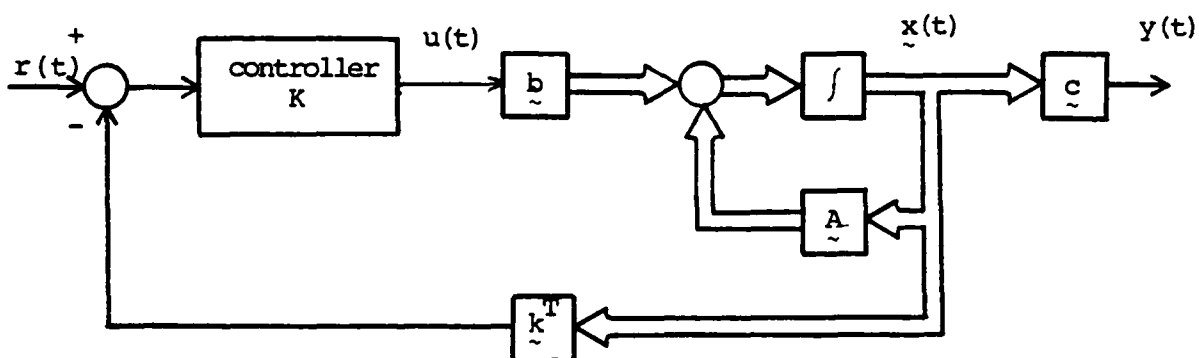 +
r(t)
-
controller
K
u(t)
b
~
∫
x(t)
~
y(t)
c
~
A
~
k^T
~